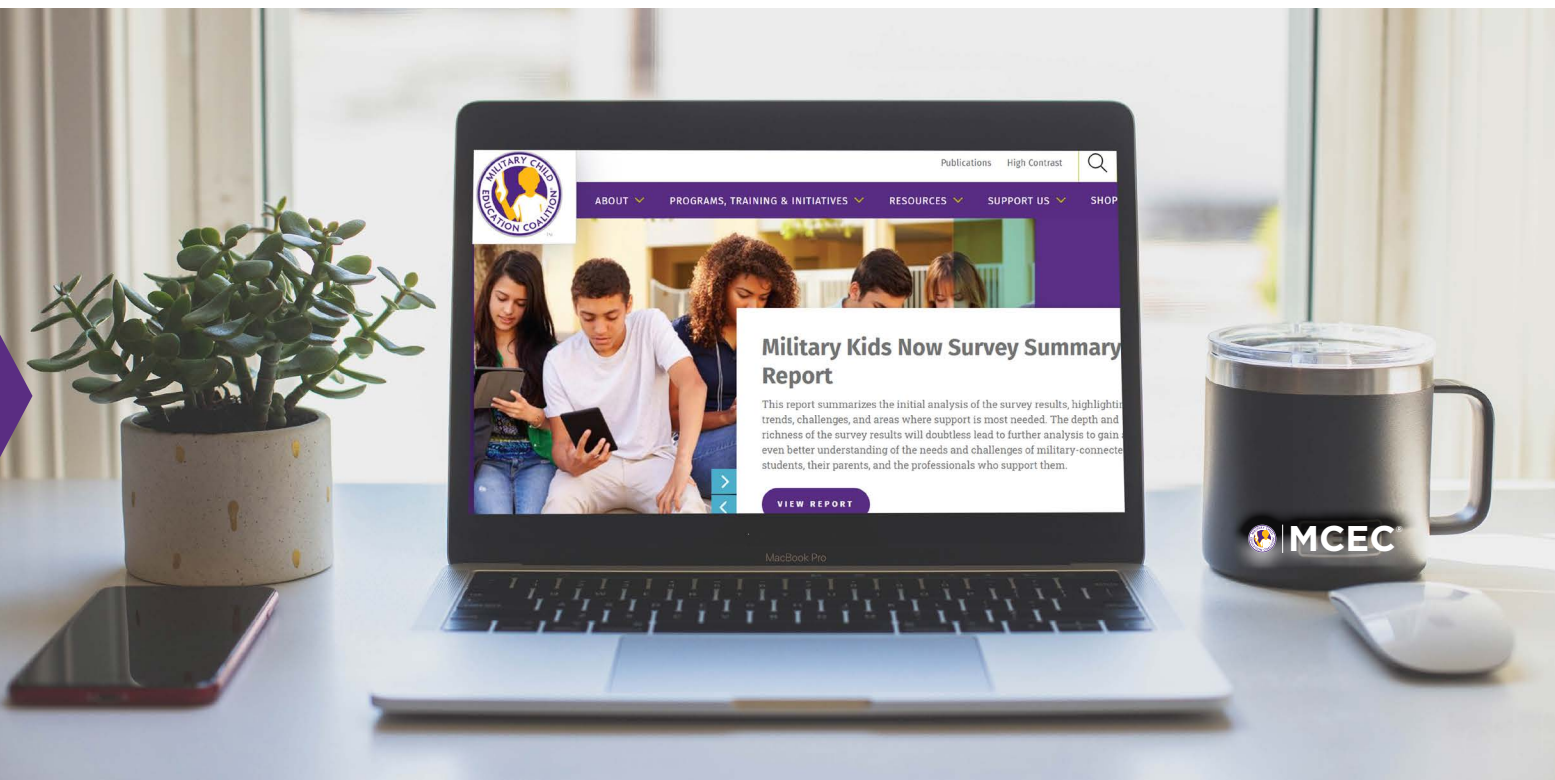 MILITARY CHILD
EDUCATION COALITION
Publications High Contrast
ABOUT PROGRAMS, TRAINING & INITIATIVES RESOURCES SUPPORT US SHOP
Military Kids Now Survey Summary
Report
This report summarizes the initial analysis of the survey results, highlightin
trends, challenges, and areas where support is most needed. The depth and
richness of the survey results will doubtless lead to further analysis to gain a
even better understanding of the needs and challenges of military-connecte
students, their parents, and the professionals who support them.
VIEW REPORT
MacBook Pro
MCEC